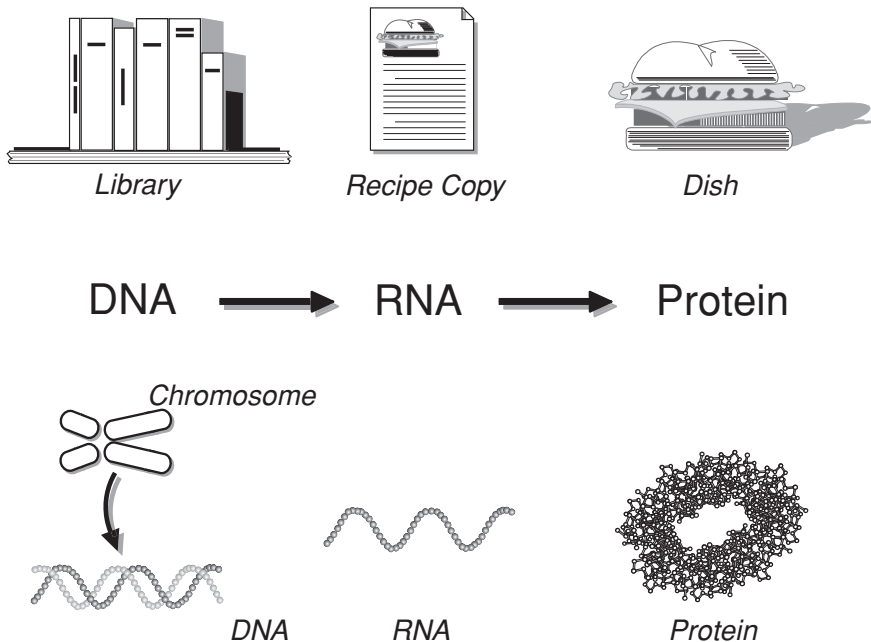 Library
Recipe Copy
Dish
DNA
RNA
Protein
Chromosome
DNA
RNA
Protein